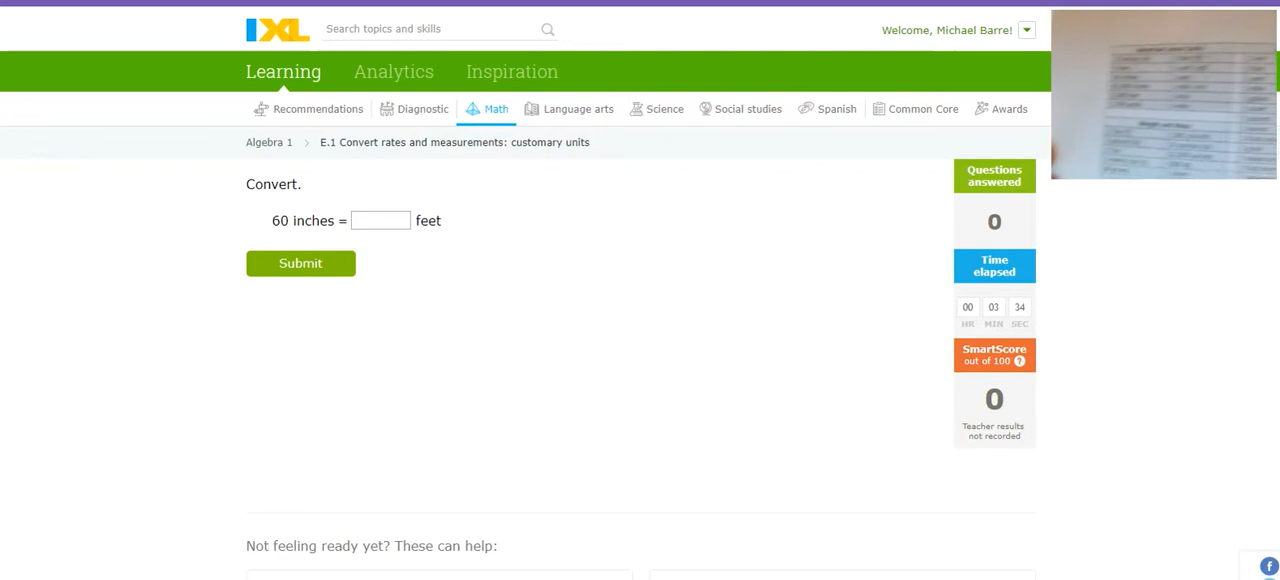 IXL
Search topics and skills
Welcome, Michael Barre!
Learning
Analytics
Inspiration
Recommendations
Diagnostic
Math
Language arts
Science
Social studies
Spanish
Common Core
Awards
Algebra 1 > E.1 Convert rates and measurements: customary units
Convert.
60 inches = feet
Submit
Questions
answered
0
Time
elapsed
00 03 34
HR MIN SEC
SmartScore
out of 100 ?
0
Teacher results
not recorded
Not feeling ready yet? These can help:
f